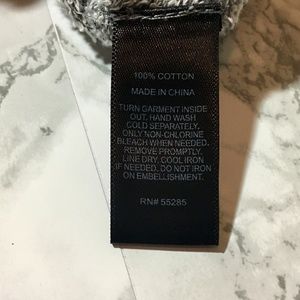 100% COTTON
MADE IN CHINA
TURN GARMENT INSIDE
OUT. HAND WASH
COLD SEPARATELY,
ONLY NON-CHLORINE
BLEACH WHEN NEEDED.
REMOVE PROMPTLY.
LINE DRY, COOL IRON
IF NEEDED. DO NOT IRON
ON EMBELLISHMENT.
RN# 55285